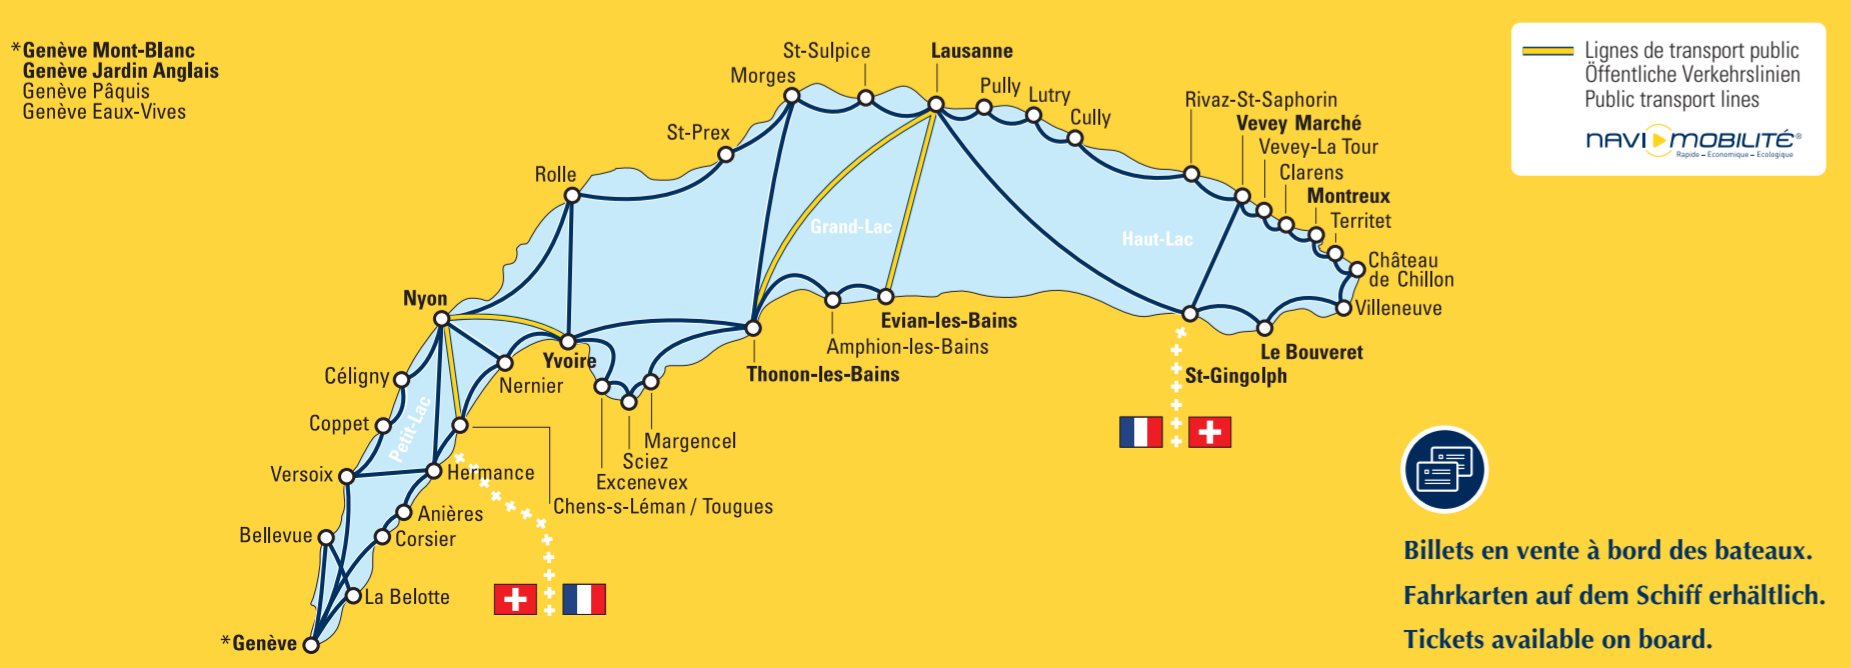 *Genève Mont-Blanc
Genève Jardin Anglais
Genève Pâquis
Genève Eaux-Vives
St-Sulpice
Lausanne
Morges
Pully
Lutry
Cully
St-Prex
Rolle
Rivaz-St-Saphorin
Vevey Marché
Vevey-La Tour
Clarens
Montreux
Territet
Château
de Chillon
Villeneuve
Grand-Lac
Haut-Lac
Nyon
Yvoire
Nernier
Evian-les-Bains
Amphion-les-Bains
Thonon-les-Bains
Le Bouveret
St-Gingolph
Céligny
Coppet
Petit-Lac
Versoix
Hermance
Margencel
Sciez
Excenevex
Chens-s-Léman / Tougues
Anières
Corsier
Bellevue
La Belotte
*Genève
Lignes de transport public
Öffentliche Verkehrslinien
Public transport lines
NAVIMOBILITÉ®
Rapide – Economique – Ecologique
Billets en vente à bord des bateaux.
Fahrkarten auf dem Schiff erhältlich.
Tickets available on board.